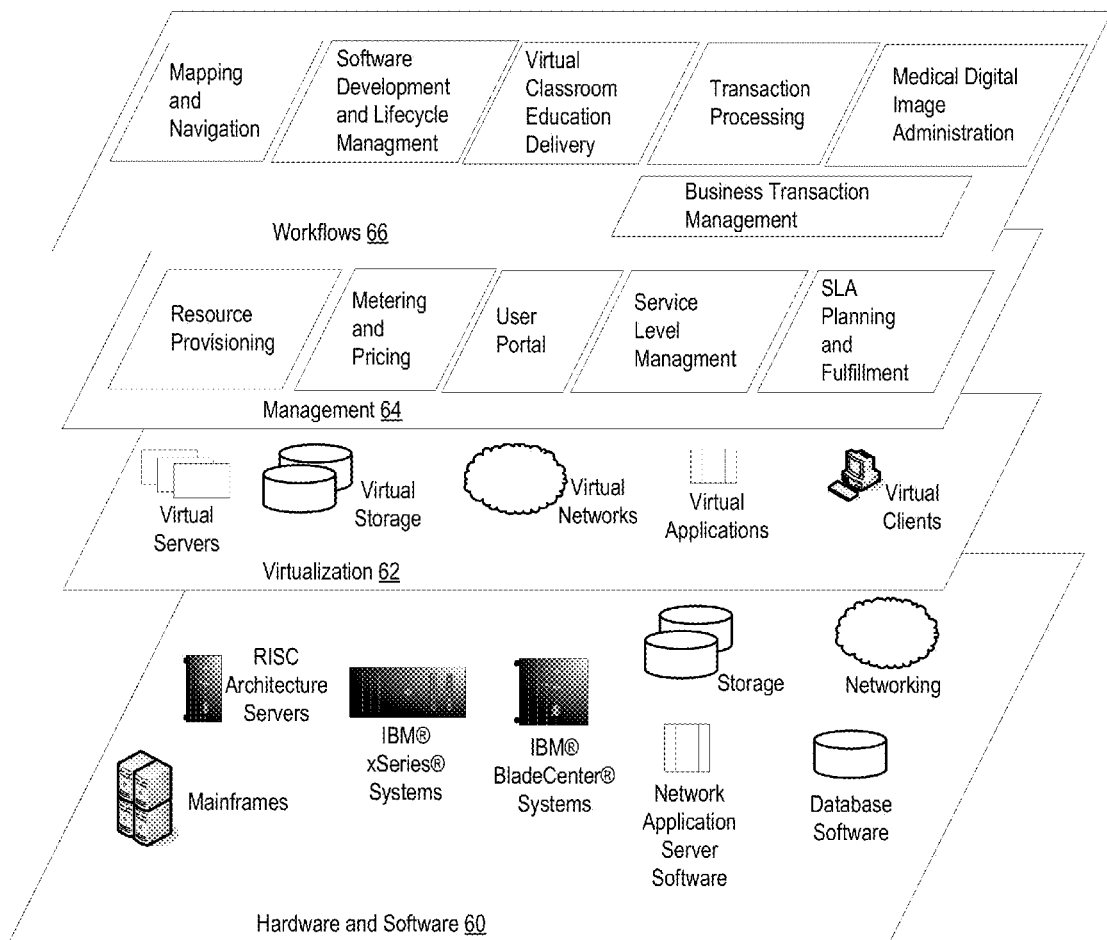 Mapping
and
Navigation
Software
Development
and Lifecycle
Managment
Virtual
Classroom
Education
Delivery
Transaction
Processing
Medical Digital
Image
Administration
Business Transaction
Management
Workflows 66
Resource
Provisioning
Metering
and
Pricing
User
Portal
Service
Level
Managment
SLA
Planning
and
Fulfillment
Management 64
Virtual
Servers
Virtual
Storage
Virtual
Networks
Virtual
Applications
Virtual
Clients
Virtualization 62
Mainframes
RISC
Architecture
Servers
IBM®
xSeries®
Systems
IBM®
BladeCenter®
Systems
Storage
Networking
Network
Application
Server
Software
Database
Software
Hardware and Software 60